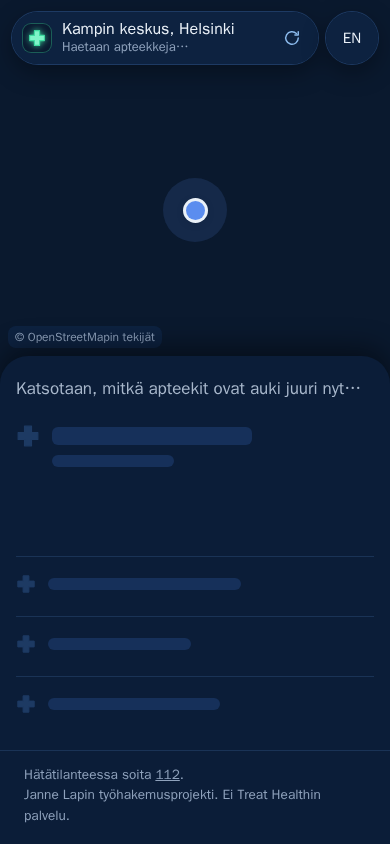 Kampin keskus, Helsinki
Haetaan apteekkeja…
EN
© OpenStreetMapin tekijät
Katsotaan, mitkä apteekit ovat auki juuri nyt…
Hätätilanteessa soita 112.
Janne Lapin työhakemusprojekti. Ei Treat Healthin
palvelu.